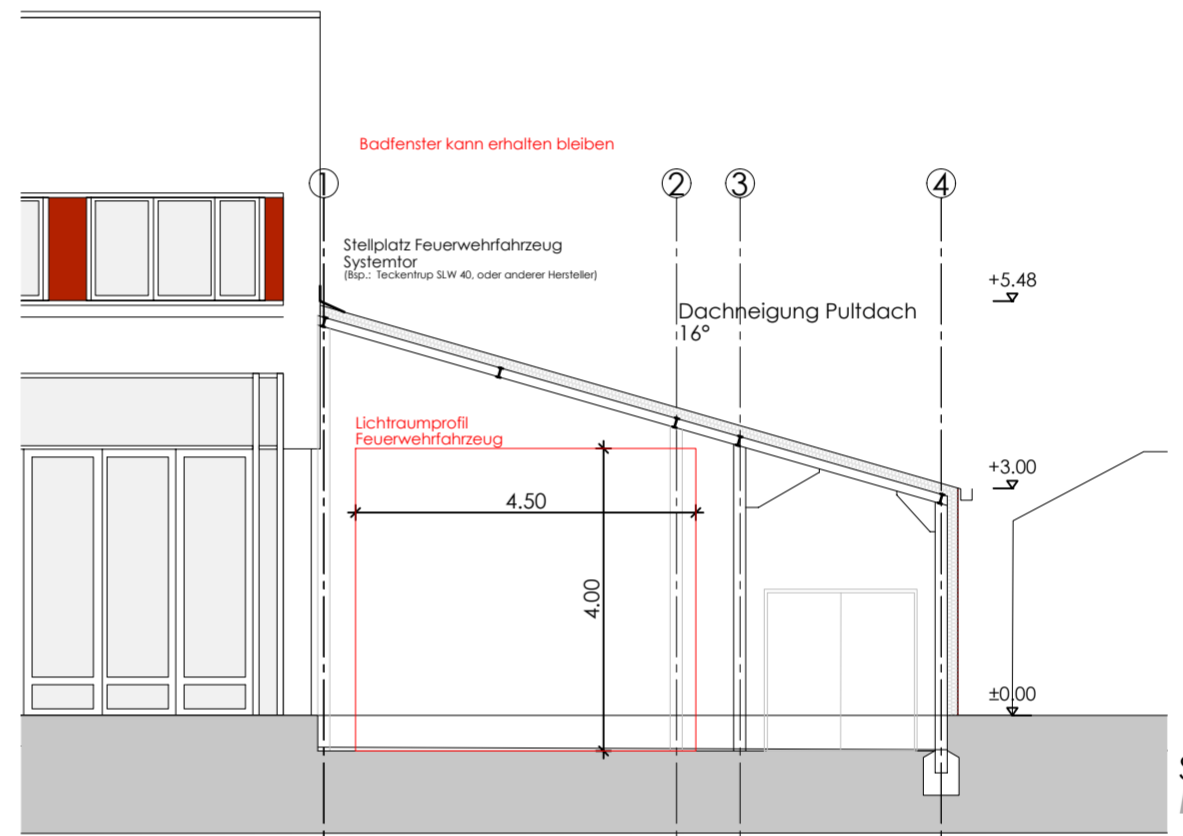 Badfenster kann erhalten bleiben
1
2
3
4
Stellplatz Feuerwehrfahrzeug
Systemtor
(Bsp.: Teckentrup SLW 40, oder anderer Hersteller)
+5.48
Dachneigung Pultdach
16°
Lichtraumprofil
Feuerwehrfahrzeug
+3.00
4.50
4.00
±0.00